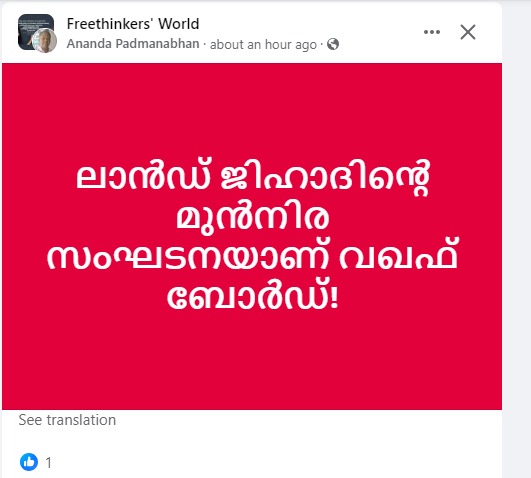 Freethinkers' World
Ananda Padmanabhan · about an hour ago ·
ലാൻഡ് ജിഹാദിന്റെ
മുൻനിര
സംഘടനയാണ് വഖഫ്
ബോർഡ്!
See translation
1